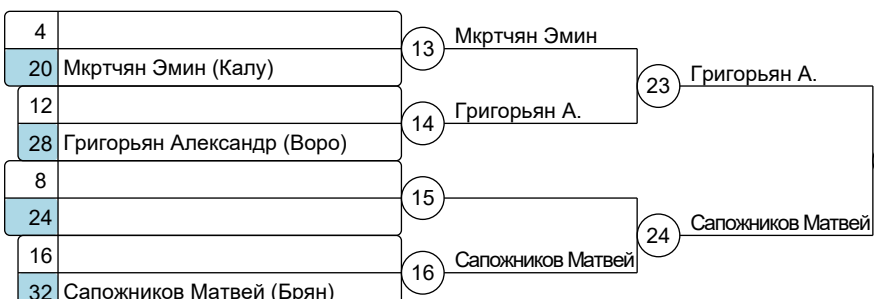 4
20 Мкртчян Эмин (Калу)
13 Мкртчян Эмин
12
28 Григорьян Александр (Воро)
14 Григорьян А.
23 Григорьян А.
8
24
15
16
32 Сапожников Матвей (Брян)
16 Сапожников Матвей
24 Сапожников Матвей